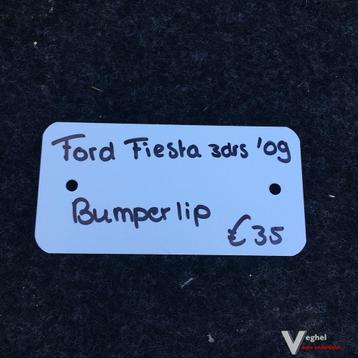 Ford Fiesta 3drs '09
Bumperlip
€35
Veghel